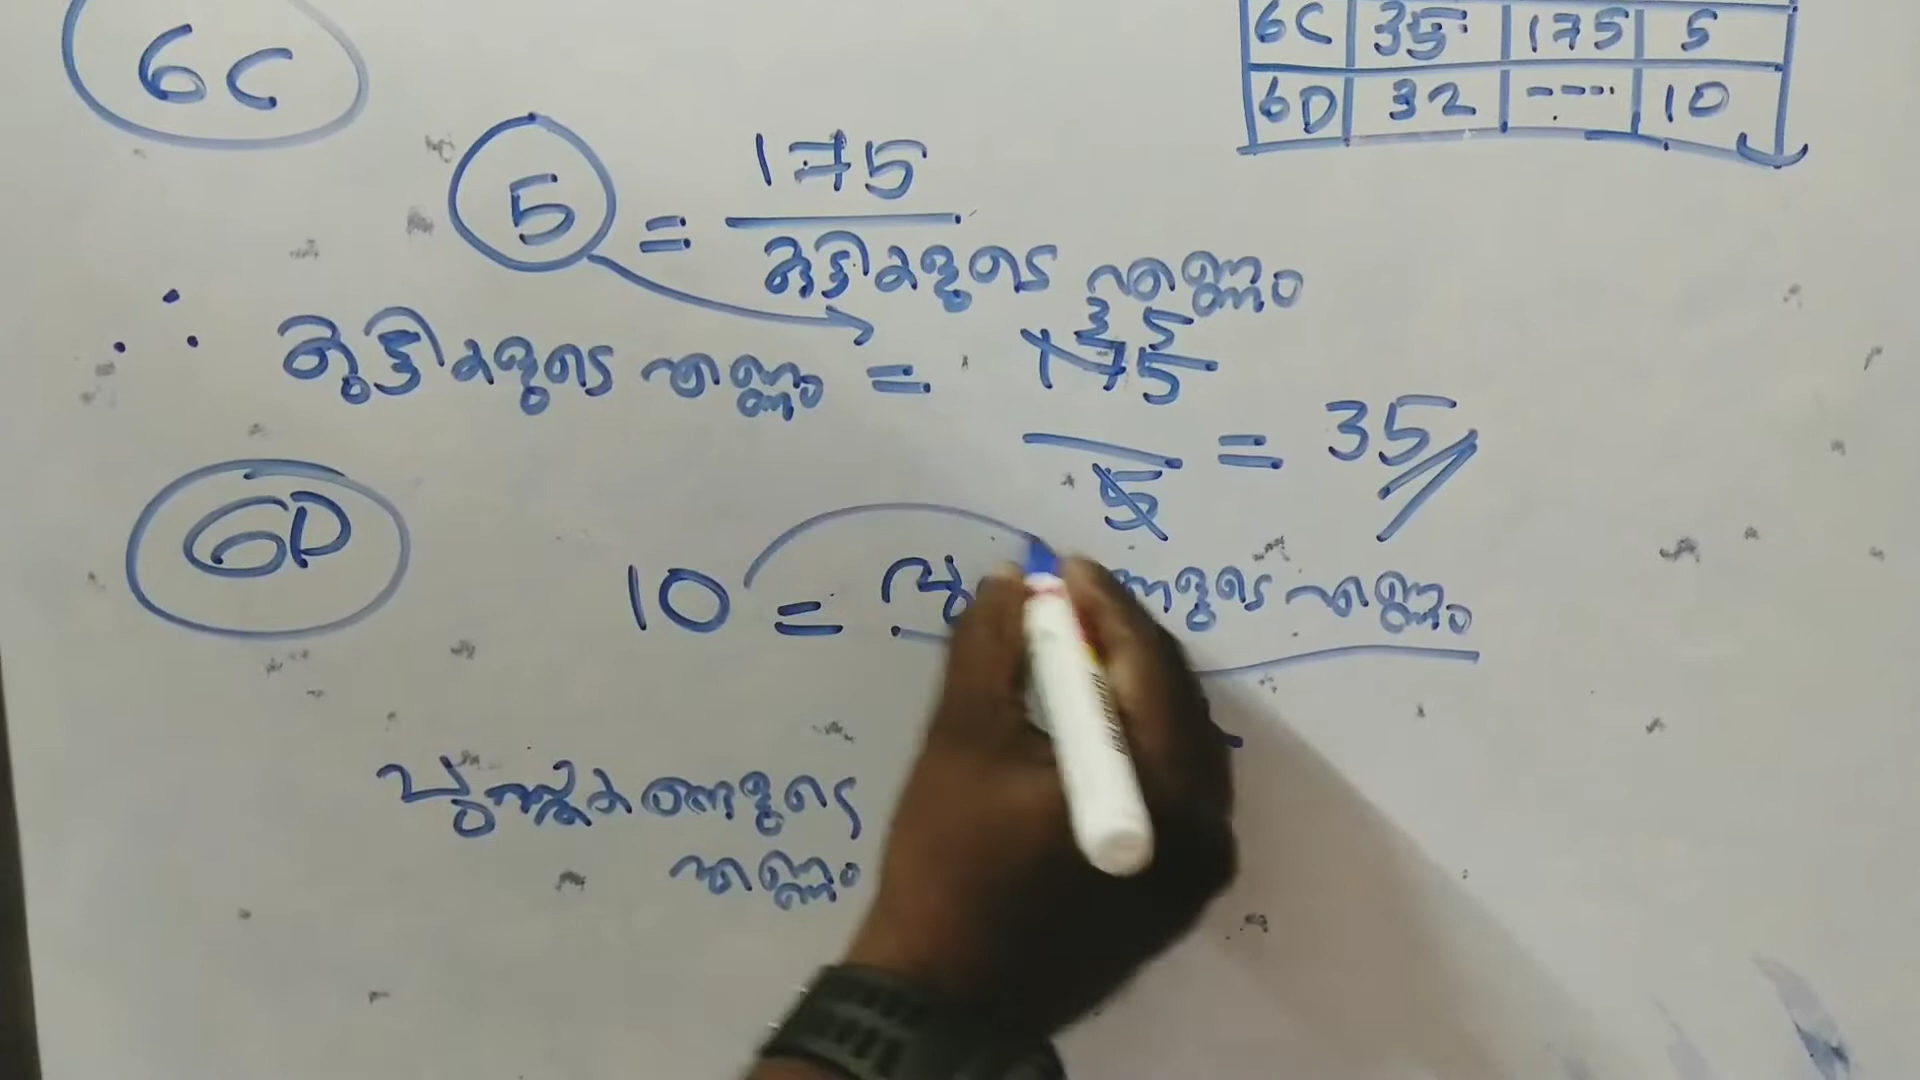 6C 35 175 5
6D 32 ---- 10
6C
5 = 175
കുട്ടികളുടെ എണ്ണം
∴ കുട്ടികളുടെ എണ്ണം = 175 / 5 = 35
35
6D
10 = എണ്ണം
പുസ്തകങ്ങളുടെ
എണ്ണം